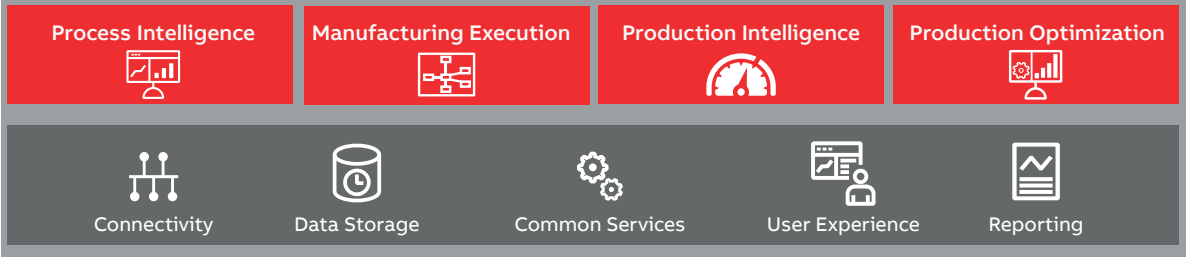 Process Intelligence
Manufacturing Execution
Production Intelligence
Production Optimization
Connectivity
Data Storage
Common Services
User Experience
Reporting